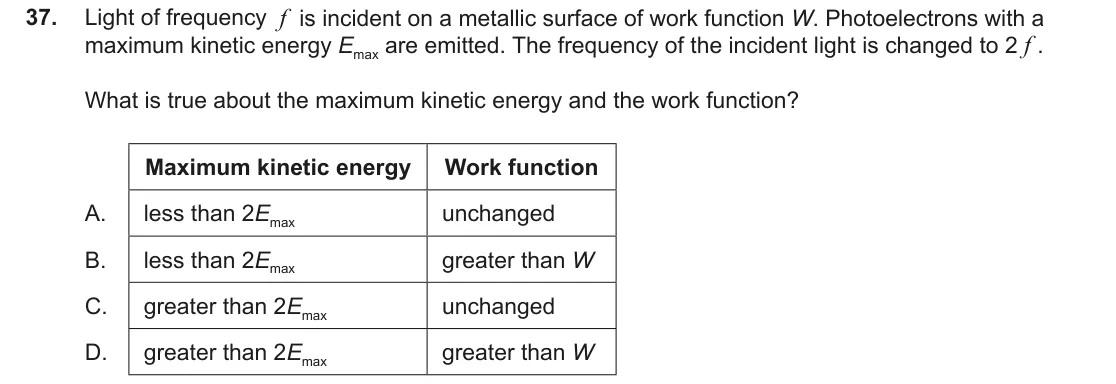 37. Light of frequency f is incident on a metallic surface of work function W. Photoelectrons with a
maximum kinetic energy Emax are emitted. The frequency of the incident light is changed to 2f.
What is true about the maximum kinetic energy and the work function?
Maximum kinetic energy Work function
A. less than 2Emax unchanged
B. less than 2Emax greater than W
C. greater than 2Emax unchanged
D. greater than 2Emax greater than W